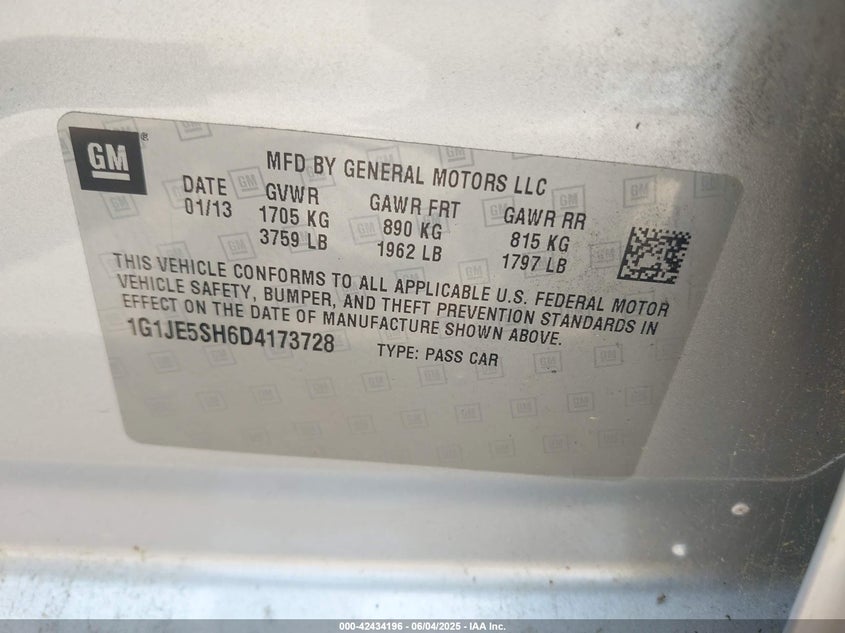 GM ®
MFD BY GENERAL MOTORS LLC
DATE GVWR GAWR FRT GAWR RR
01/13 1705 KG 890 KG 815 KG
3759 LB 1962 LB 1797 LB
THIS VEHICLE CONFORMS TO ALL APPLICABLE U.S. FEDERAL MOTOR
VEHICLE SAFETY, BUMPER, AND THEFT PREVENTION STANDARDS IN
EFFECT ON THE DATE OF MANUFACTURE SHOWN ABOVE.
1G1JE5SH6D4173728 TYPE: PASS CAR
000-42434196 - 06/04/2025 - IAA Inc.